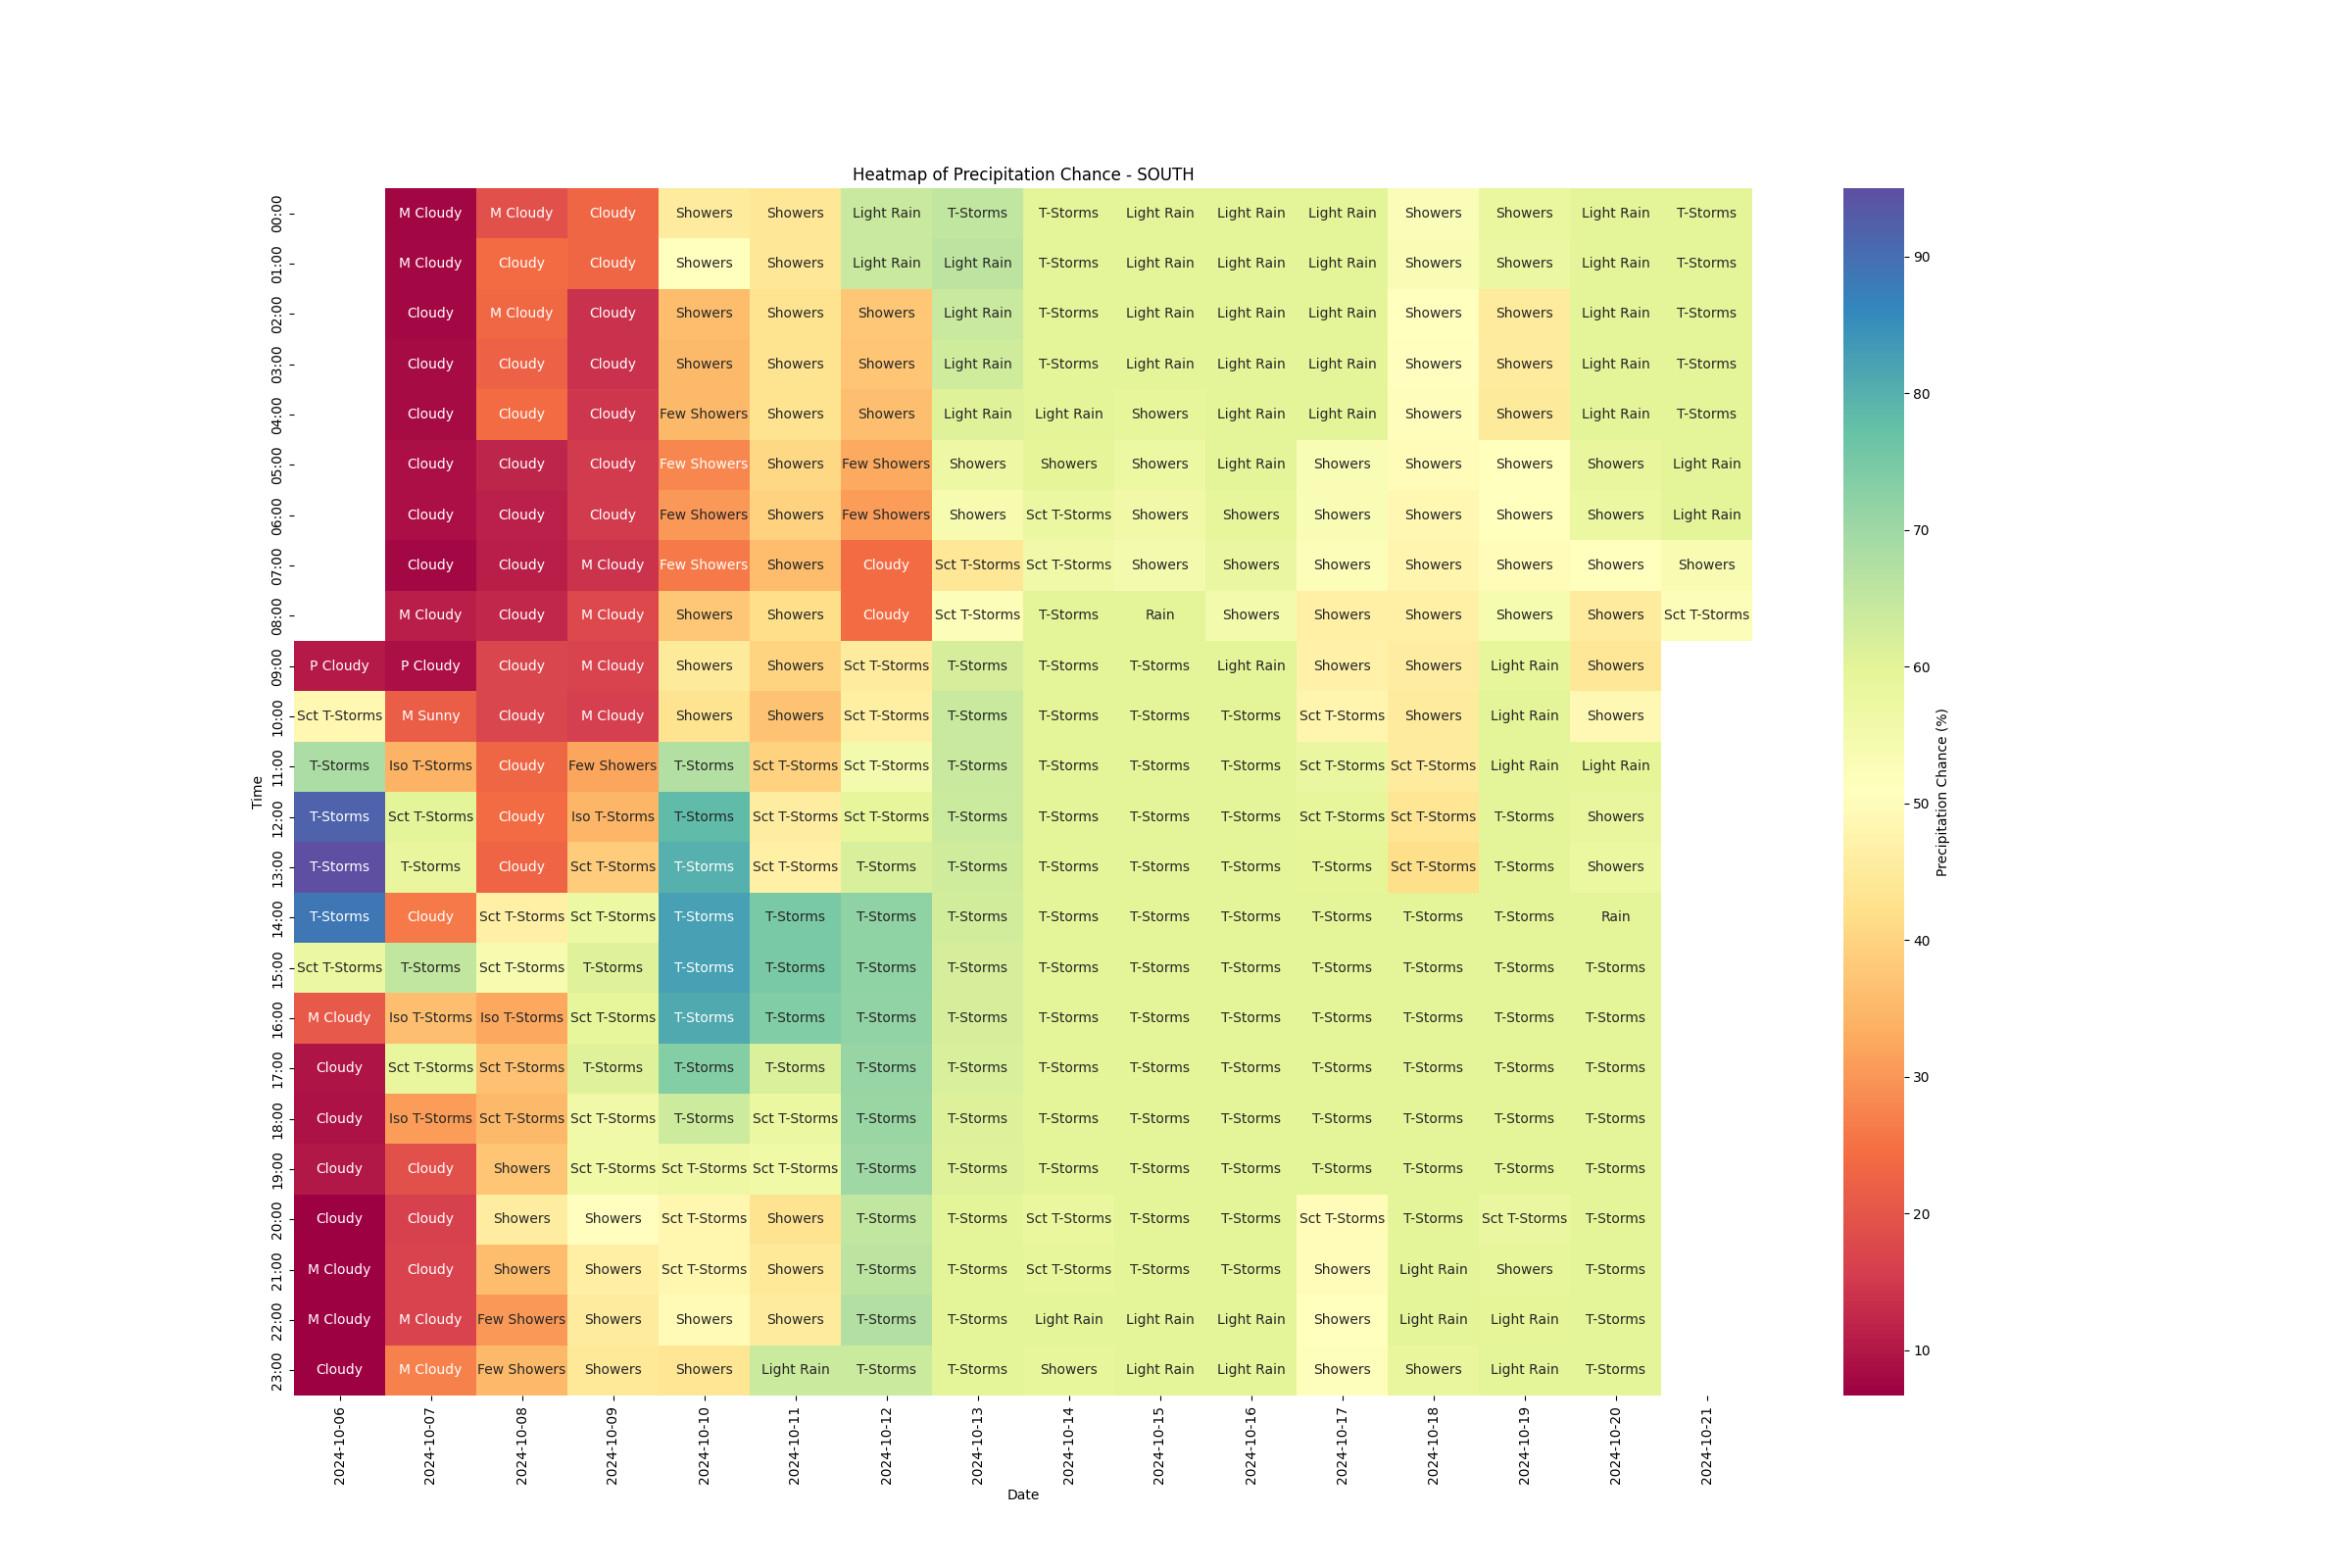 Heatmap of Precipitation Chance - SOUTH
00:00 M Cloudy M Cloudy Cloudy Showers Showers Light Rain T-Storms T-Storms Light Rain Light Rain Light Rain Showers Showers Light Rain T-Storms
01:00 M Cloudy Cloudy Cloudy Showers Showers Light Rain Light Rain T-Storms Light Rain Light Rain Light Rain Showers Showers Light Rain T-Storms
90
02:00 Cloudy M Cloudy Cloudy Showers Showers Showers Light Rain T-Storms Light Rain Light Rain Light Rain Showers Showers Light Rain T-Storms
03:00 Cloudy Cloudy Cloudy Showers Showers Showers Light Rain T-Storms Light Rain Light Rain Light Rain Showers Showers Light Rain T-Storms
80
04:00 Cloudy Cloudy Cloudy Few Showers Showers Showers Light Rain Light Rain Showers Light Rain Light Rain Showers Showers Light Rain T-Storms
05:00 Cloudy Cloudy Cloudy Few Showers Showers Few Showers Showers Showers Showers Light Rain Showers Showers Showers Showers Light Rain
06:00 Cloudy Cloudy Cloudy Few Showers Showers Few Showers Showers Sct T-Storms Showers Showers Showers Showers Showers Showers Light Rain
70
07:00 Cloudy Cloudy M Cloudy Few Showers Showers Cloudy Sct T-Storms Sct T-Storms Showers Showers Showers Showers Showers Showers Showers
08:00 M Cloudy Cloudy M Cloudy Showers Showers Cloudy Sct T-Storms T-Storms Rain Showers Showers Showers Showers Showers Sct T-Storms
09:00 P Cloudy P Cloudy Cloudy M Cloudy Showers Showers Sct T-Storms T-Storms T-Storms T-Storms Light Rain Showers Showers Light Rain Showers
60
10:00 Sct T-Storms M Sunny Cloudy M Cloudy Showers Showers Sct T-Storms T-Storms T-Storms T-Storms T-Storms Sct T-Storms Showers Light Rain Showers
11:00 T-Storms Iso T-Storms Cloudy Few Showers T-Storms Sct T-Storms Sct T-Storms T-Storms T-Storms T-Storms T-Storms Sct T-Storms Sct T-Storms Light Rain Light Rain
Time
Precipitation Chance (%)
50
12:00 T-Storms Sct T-Storms Cloudy Iso T-Storms T-Storms Sct T-Storms Sct T-Storms T-Storms T-Storms T-Storms T-Storms Sct T-Storms Sct T-Storms T-Storms Showers
13:00 T-Storms T-Storms Cloudy Sct T-Storms T-Storms Sct T-Storms T-Storms T-Storms T-Storms T-Storms T-Storms T-Storms Sct T-Storms T-Storms Showers
14:00 T-Storms Cloudy Sct T-Storms Sct T-Storms T-Storms T-Storms T-Storms T-Storms T-Storms T-Storms T-Storms T-Storms T-Storms T-Storms Rain
40
15:00 Sct T-Storms T-Storms Sct T-Storms T-Storms T-Storms T-Storms T-Storms T-Storms T-Storms T-Storms T-Storms T-Storms T-Storms T-Storms T-Storms
16:00 M Cloudy Iso T-Storms Iso T-Storms Sct T-Storms T-Storms T-Storms T-Storms T-Storms T-Storms T-Storms T-Storms T-Storms T-Storms T-Storms T-Storms
17:00 Cloudy Sct T-Storms Sct T-Storms T-Storms T-Storms T-Storms T-Storms T-Storms T-Storms T-Storms T-Storms T-Storms T-Storms T-Storms T-Storms
30
18:00 Cloudy Iso T-Storms Sct T-Storms Sct T-Storms T-Storms Sct T-Storms T-Storms T-Storms T-Storms T-Storms T-Storms T-Storms T-Storms T-Storms T-Storms
19:00 Cloudy Cloudy Showers Sct T-Storms Sct T-Storms Sct T-Storms T-Storms T-Storms T-Storms T-Storms T-Storms T-Storms T-Storms T-Storms T-Storms
20
20:00 Cloudy Cloudy Showers Showers Sct T-Storms Showers T-Storms T-Storms Sct T-Storms T-Storms T-Storms Sct T-Storms T-Storms Sct T-Storms T-Storms
21:00 M Cloudy Cloudy Showers Showers Sct T-Storms Showers T-Storms T-Storms Sct T-Storms T-Storms T-Storms Showers Light Rain Showers T-Storms
22:00 M Cloudy M Cloudy Few Showers Showers Showers Showers T-Storms T-Storms Light Rain Light Rain Light Rain Showers Light Rain Light Rain T-Storms
10
23:00 Cloudy M Cloudy Few Showers Showers Showers Light Rain T-Storms T-Storms Showers Light Rain Light Rain Showers Showers Light Rain T-Storms
2024-10-06 2024-10-07 2024-10-08 2024-10-09 2024-10-10 2024-10-11 2024-10-12 2024-10-13 2024-10-14 2024-10-15 2024-10-16 2024-10-17 2024-10-18 2024-10-19 2024-10-20 2024-10-21
Date